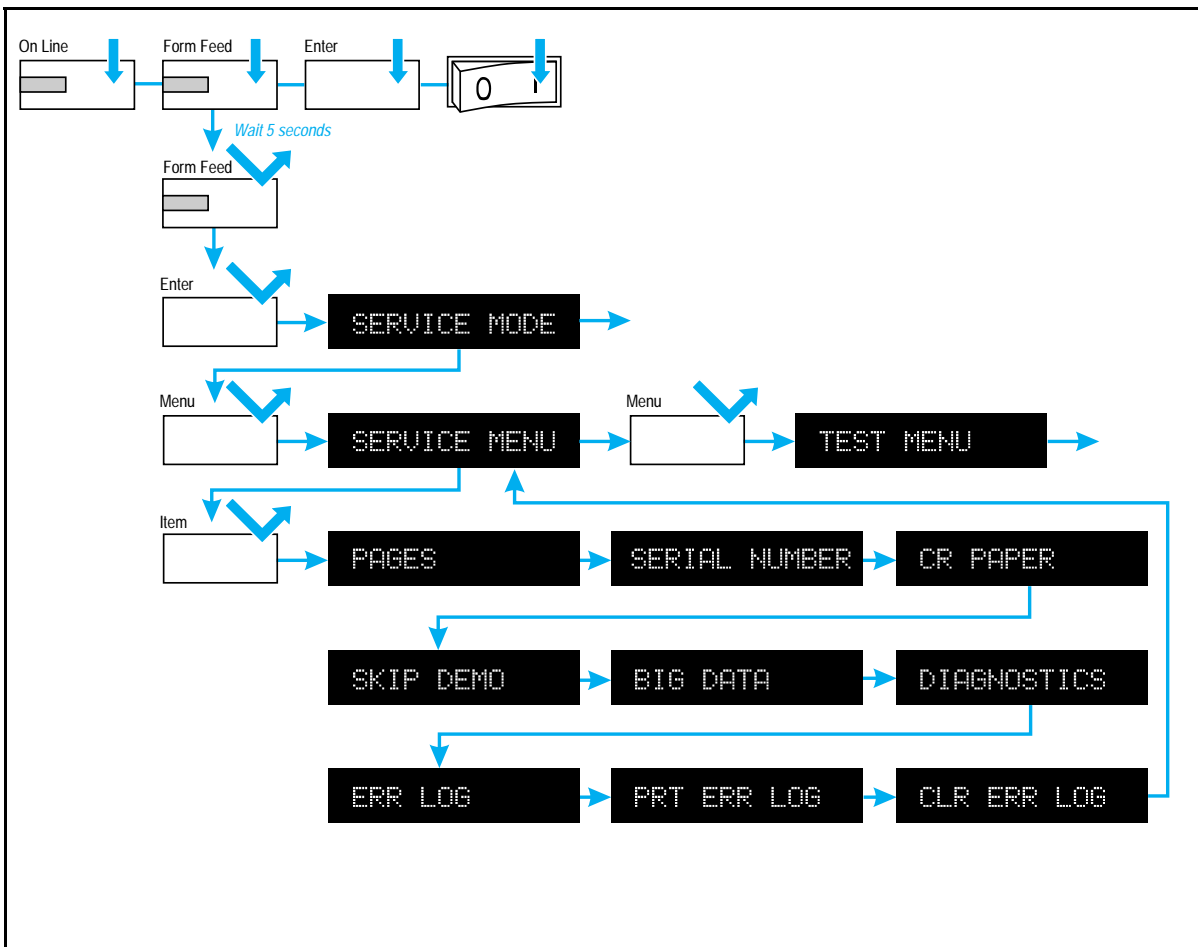 On Line Form Feed Enter
0 I
Wait 5 seconds
Form Feed
Enter
SERVICE MODE
Menu
SERVICE MENU
Menu
TEST MENU
Item
PAGES SERIAL NUMBER CR PAPER
SKIP DEMO BIG DATA DIAGNOSTICS
ERR LOG PRT ERR LOG CLR ERR LOG